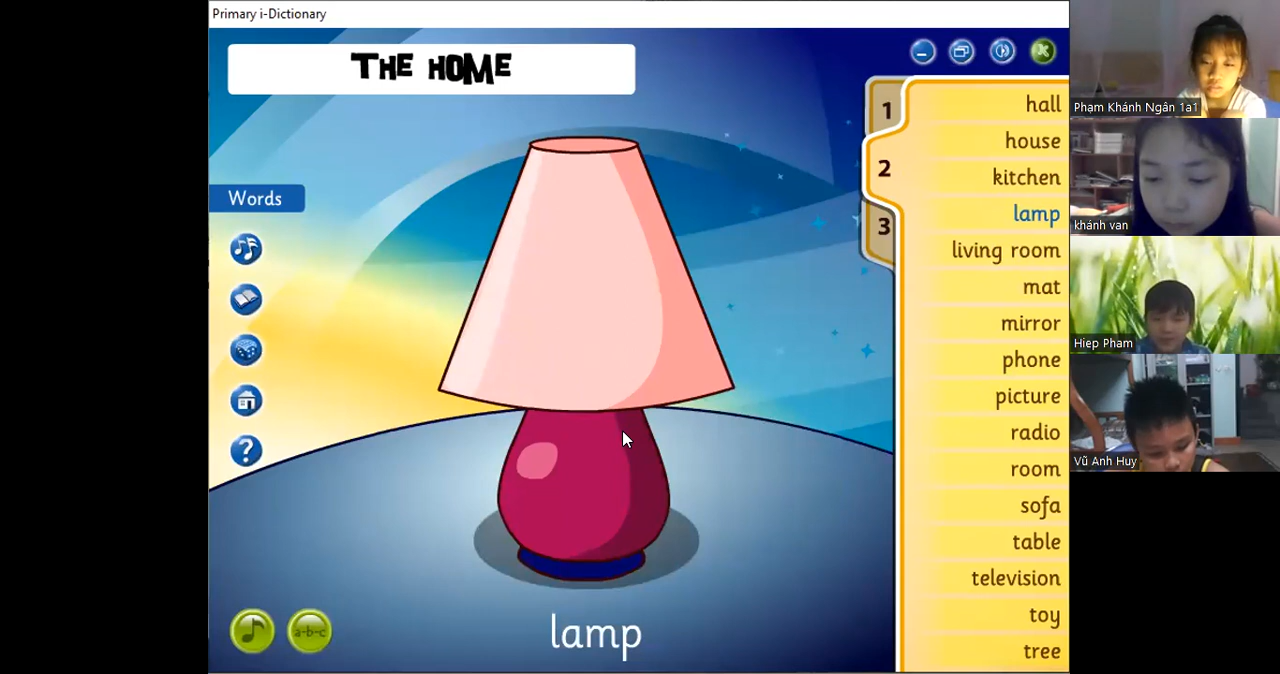 Primary i-Dictionary
THE HOME
Words
1
2
3
hall
house
kitchen
lamp
living room
mat
mirror
phone
picture
radio
room
sofa
table
television
toy
tree
?
a-b-c
lamp
Phạm Khánh Ngân 1a1
khánh van
Hiep Pham
Vũ Anh Huy